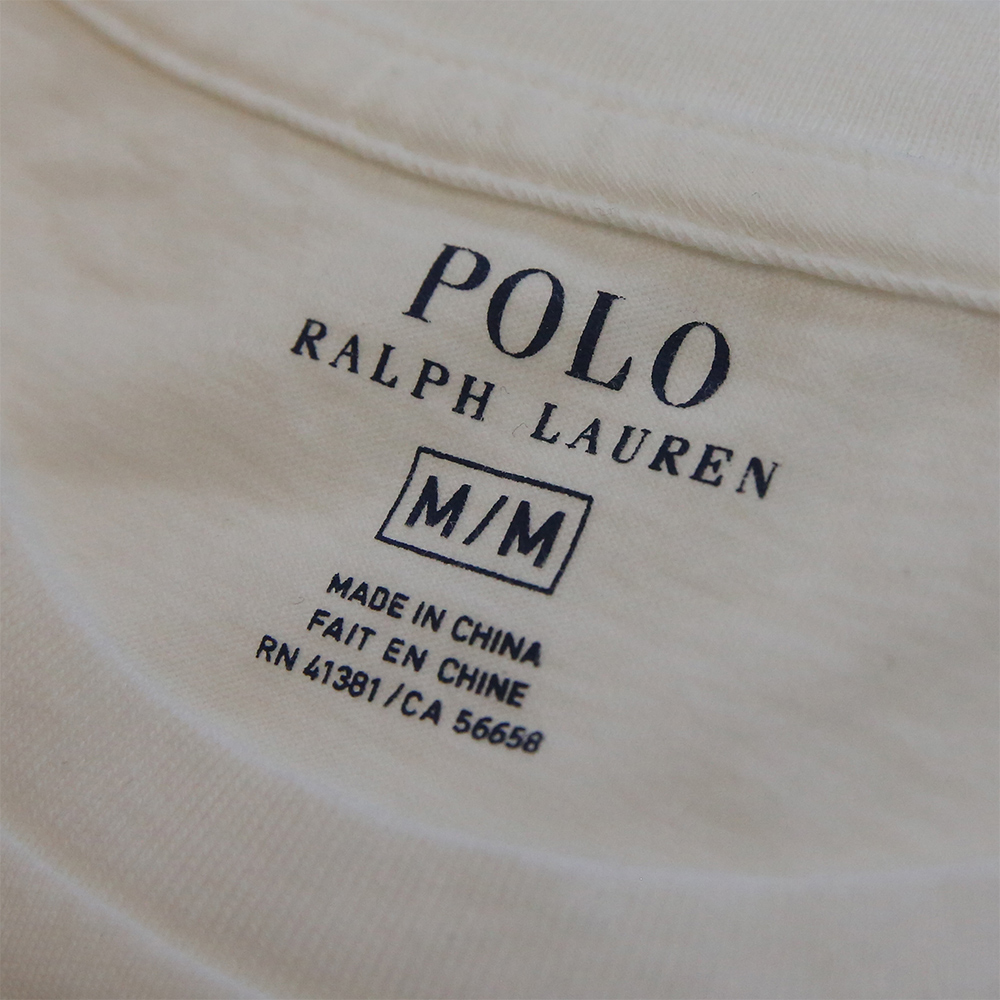 POLO
RALPH LAUREN
M/M
MADE IN CHINA
FAIT EN CHINE
RN 41381/CA 56658